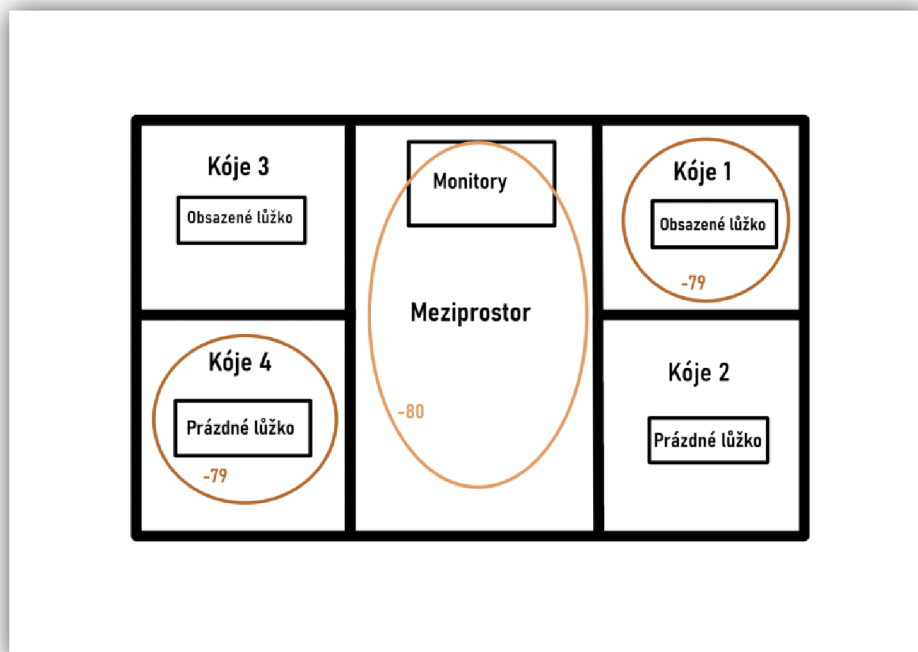 Kóje 3
Obsazené lůžko
Monitory
Kóje 1
Obsazené lůžko
-79
Meziprostor
Kóje 4
Prázdné lůžko
-79
-80
Kóje 2
Prázdné lůžko